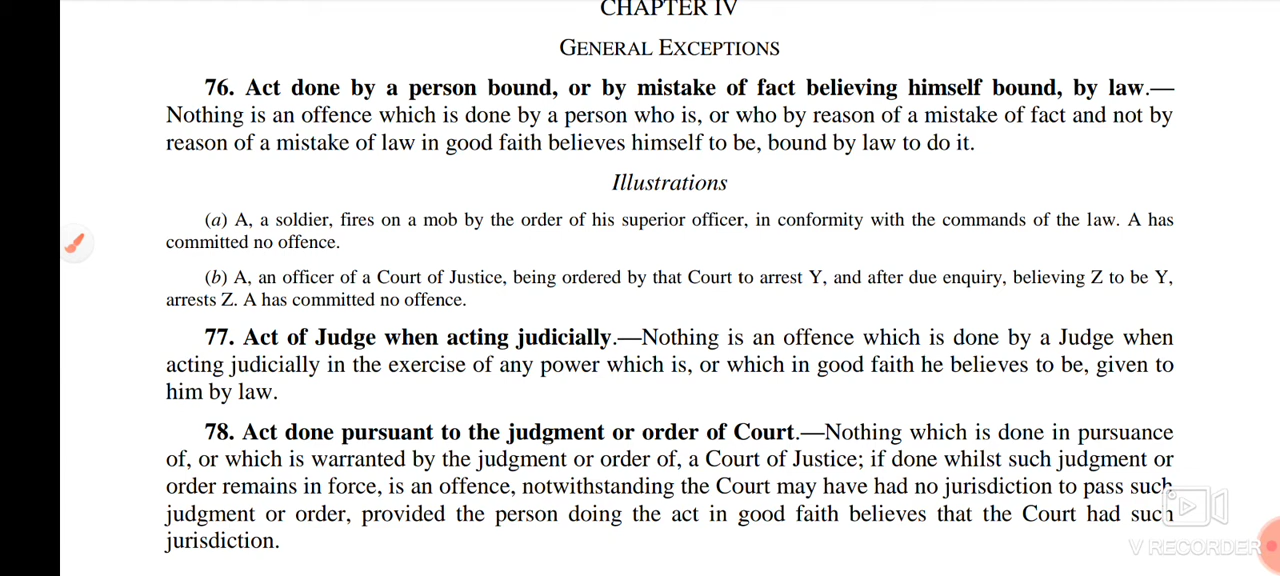 CHAPTER IV
GENERAL EXCEPTIONS
76. Act done by a person bound, or by mistake of fact believing himself bound, by law.—
Nothing is an offence which is done by a person who is, or who by reason of a mistake of fact and not by
reason of a mistake of law in good faith believes himself to be, bound by law to do it.
Illustrations
(a) A, a soldier, fires on a mob by the order of his superior officer, in conformity with the commands of the law. A has
committed no offence.
(b) A, an officer of a Court of Justice, being ordered by that Court to arrest Y, and after due enquiry, believing Z to be Y,
arrests Z. A has committed no offence.
77. Act of Judge when acting judicially.—Nothing is an offence which is done by a Judge when
acting judicially in the exercise of any power which is, or which in good faith he believes to be, given to
him by law.
78. Act done pursuant to the judgment or order of Court.—Nothing which is done in pursuance
of, or which is warranted by the judgment or order of, a Court of Justice; if done whilst such judgment or
order remains in force, is an offence, notwithstanding the Court may have had no jurisdiction to pass such
judgment or order, provided the person doing the act in good faith believes that the Court had such
jurisdiction.
V RECORDER